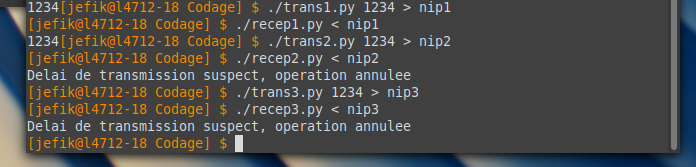 1234[jefik@l4712-18 Codage] $ ./trans1.py 1234 > nip1
[jefik@l4712-18 Codage] $ ./recep1.py < nip1
1234[jefik@l4712-18 Codage] $ ./trans2.py 1234 > nip2
[jefik@l4712-18 Codage] $ ./recep2.py < nip2
Delai de transmission suspect, operation annulee
[jefik@l4712-18 Codage] $ ./trans3.py 1234 > nip3
[jefik@l4712-18 Codage] $ ./recep3.py < nip3
Delai de transmission suspect, operation annulee
[jefik@l4712-18 Codage] $